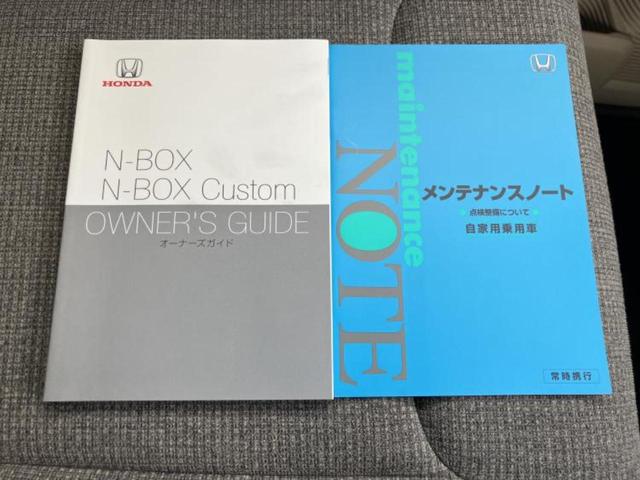 HONDA
N-BOX
N-BOX Custom
OWNER'S GUIDE
オーナーズガイド
maintenance
NOTE
メンテナンスノート
点検整備について
自家用乗用車
常時携行